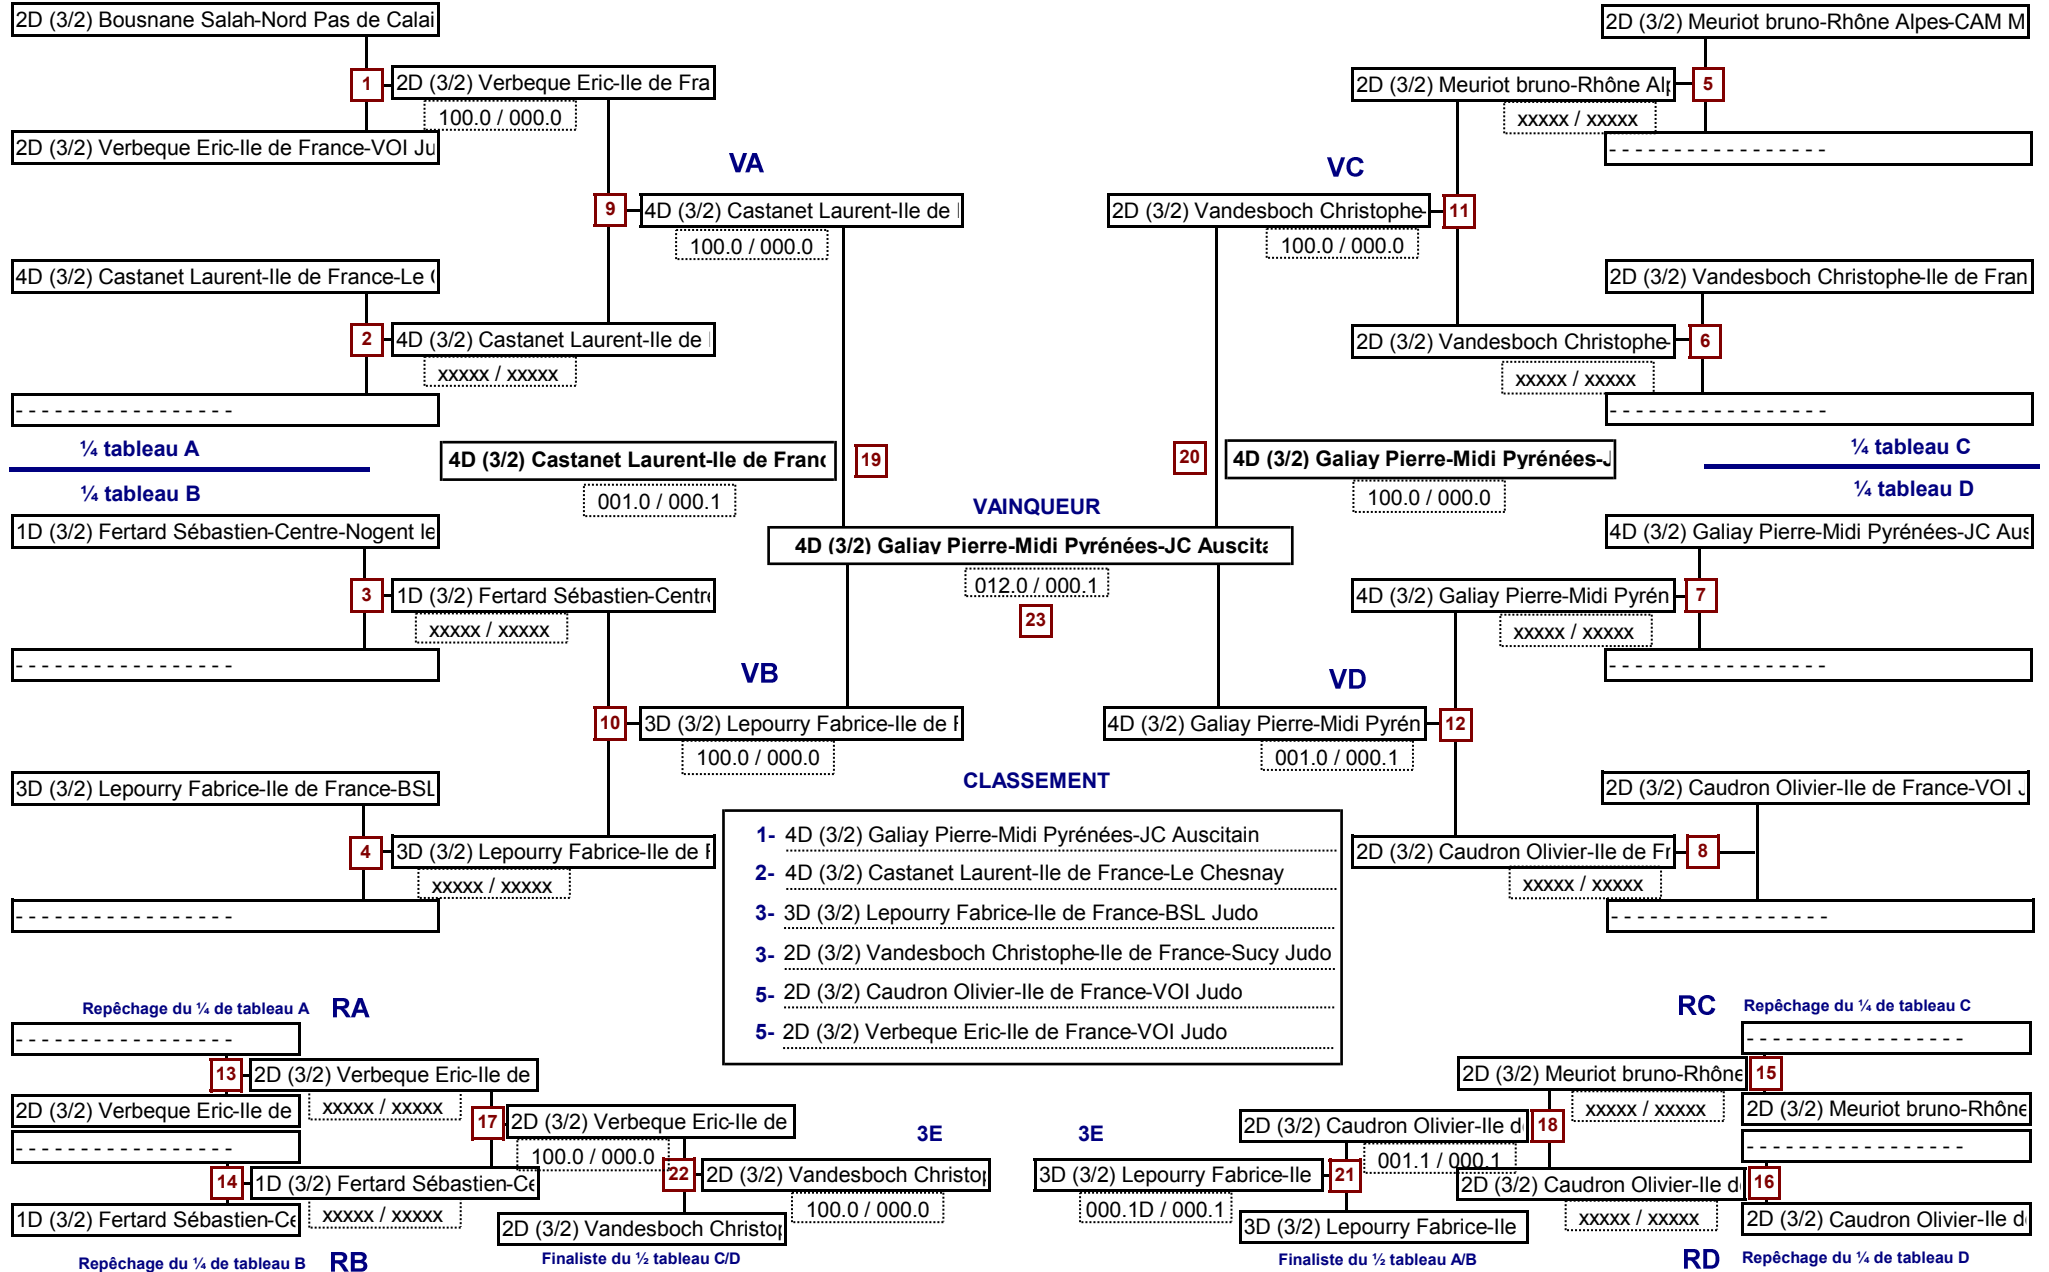 2D (3/2) Bousnane Salah-Nord Pas de Calai
1
2D (3/2) Verbeque Eric-Ile de Fra
100.0 / 000.0
2D (3/2) Verbeque Eric-Ile de France-VOI Ju
VA
9
4D (3/2) Castanet Laurent-Ile de
100.0 / 000.0
4D (3/2) Castanet Laurent-Ile de France-Le
2
4D (3/2) Castanet Laurent-Ile de
xxxxx / xxxxx
- - - - - - - - - - - - - - - - -
¼ tableau A
4D (3/2) Castanet Laurent-Ile de Franc
19
001.0 / 000.1
¼ tableau B
1D (3/2) Fertard Sébastien-Centre-Nogent le
3
1D (3/2) Fertard Sébastien-Centre
xxxxx / xxxxx
- - - - - - - - - - - - - - - - -
VB
10
3D (3/2) Lepourry Fabrice-Ile de F
100.0 / 000.0
3D (3/2) Lepourry Fabrice-Ile de France-BSL
4
3D (3/2) Lepourry Fabrice-Ile de F
xxxxx / xxxxx
- - - - - - - - - - - - - - - - -
2D (3/2) Meuriot bruno-Rhône Alpes-CAM M
5
2D (3/2) Meuriot bruno-Rhône Alp
xxxxx / xxxxx
- - - - - - - - - - - - - - - - -
VC
11
2D (3/2) Vandesboch Christophe-
100.0 / 000.0
2D (3/2) Vandesboch Christophe-Ile de Fran
6
2D (3/2) Vandesboch Christophe-
xxxxx / xxxxx
- - - - - - - - - - - - - - - - -
¼ tableau C
20
4D (3/2) Galiay Pierre-Midi Pyrénées-J
100.0 / 000.0
¼ tableau D
4D (3/2) Galiay Pierre-Midi Pyrénées-JC Aus
7
4D (3/2) Galiay Pierre-Midi Pyrén
xxxxx / xxxxx
- - - - - - - - - - - - - - - - -
VD
12
4D (3/2) Galiay Pierre-Midi Pyrén
001.0 / 000.1
2D (3/2) Caudron Olivier-Ile de France-VOI J
8
2D (3/2) Caudron Olivier-Ile de Fr
xxxxx / xxxxx
- - - - - - - - - - - - - - - - -
VAINQUEUR
4D (3/2) Galiay Pierre-Midi Pyrénées-JC Auscita
012.0 / 000.1
23
CLASSEMENT
1- 4D (3/2) Galiay Pierre-Midi Pyrénées-JC Auscitain
2- 4D (3/2) Castanet Laurent-Ile de France-Le Chesnay
3- 3D (3/2) Lepourry Fabrice-Ile de France-BSL Judo
3- 2D (3/2) Vandesboch Christophe-Ile de France-Sucy Judo
5- 2D (3/2) Caudron Olivier-Ile de France-VOI Judo
5- 2D (3/2) Verbeque Eric-Ile de France-VOI Judo
Repêchage du ¼ de tableau A RA
- - - - - - - - - - - - - - - - -
13
2D (3/2) Verbeque Eric-Ile de
2D (3/2) Verbeque Eric-Ile de
xxxxx / xxxxx
- - - - - - - - - - - - - - - - -
17
2D (3/2) Verbeque Eric-Ile de
100.0 / 000.0
14
1D (3/2) Fertard Sébastien-Ce
1D (3/2) Fertard Sébastien-Ce
xxxxx / xxxxx
Repêchage du ¼ de tableau B RB
3E
22
2D (3/2) Vandesboch Christop
100.0 / 000.0
2D (3/2) Vandesboch Christop
Finaliste du ½ tableau C/D
3E
3D (3/2) Lepourry Fabrice-Ile
21
000.1D / 000.1
3D (3/2) Lepourry Fabrice-Ile
Finaliste du ½ tableau A/B
RC Repêchage du ¼ de tableau C
- - - - - - - - - - - - - - - - -
2D (3/2) Meuriot bruno-Rhône
15
xxxxx / xxxxx
2D (3/2) Meuriot bruno-Rhône
2D (3/2) Caudron Olivier-Ile d
18
001.1 / 000.1
- - - - - - - - - - - - - - - - -
2D (3/2) Caudron Olivier-Ile d
16
xxxxx / xxxxx
2D (3/2) Caudron Olivier-Ile d
RD Repêchage du ¼ de tableau D